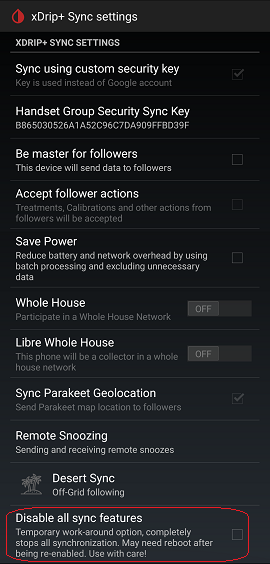 xDrip+ Sync settings
XDRIP+ SYNC SETTINGS
Sync using custom security key
Key is used instead of Google account
Handset Group Security Sync Key
B865030526A1A52C96C7DA909FFBD39F
Be master for followers
This device will send data to followers
Accept follower actions
Treatments, Calibrations and other actions from
followers will be accepted
Save Power
Reduce battery and network overhead by using
batch processing and excluding unnecessary
data
Whole House
Participate in a Whole House Network
OFF
Libre Whole House
This phone will be a collector in a whole
house network
OFF
Sync Parakeet Geolocation
Send Parakeet map location to followers
Remote Snoozing
Sending and receiving remote snoozes
Desert Sync
Off-Grid following
Disable all sync features
Temporary work-around option, completely
stops all synchronization. May need reboot after
being re-enabled. Use with care!